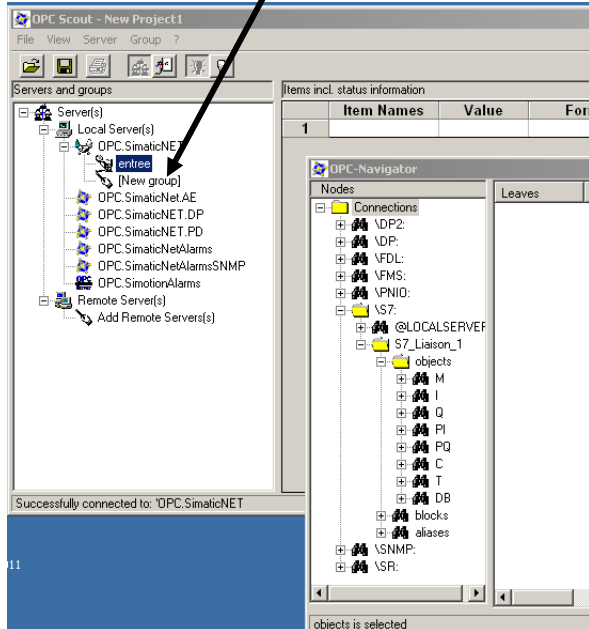 OPC Scout - New Project1
File View Server Group ?
Servers and groups
Server(s)
Local Server(s)
OPC.SimaticNET
entree
[New group]
OPC.SimaticNet.AE
OPC.SimaticNET.DP
OPC.SimaticNET.PD
OPC.SimaticNetAlarms
OPC.SimaticNetAlarmsSNMP
OPC.SimotionAlarms
Remote Server(s)
Add Remote Servers(s)
Successfully connected to: 'OPC.SimaticNET
Items incl. status information
Item Names Value For
1
OPC-Navigator
Nodes Leaves
Connections
\DP2:
\DP:
\FDL:
\FMS:
\PNIO:
\S7:
@LOCALSERVER
S7_Liaison_1
objects
M
I
Q
PI
PQ
C
T
DB
blocks
aliases
\SNMP:
\SR:
objects is selected
011